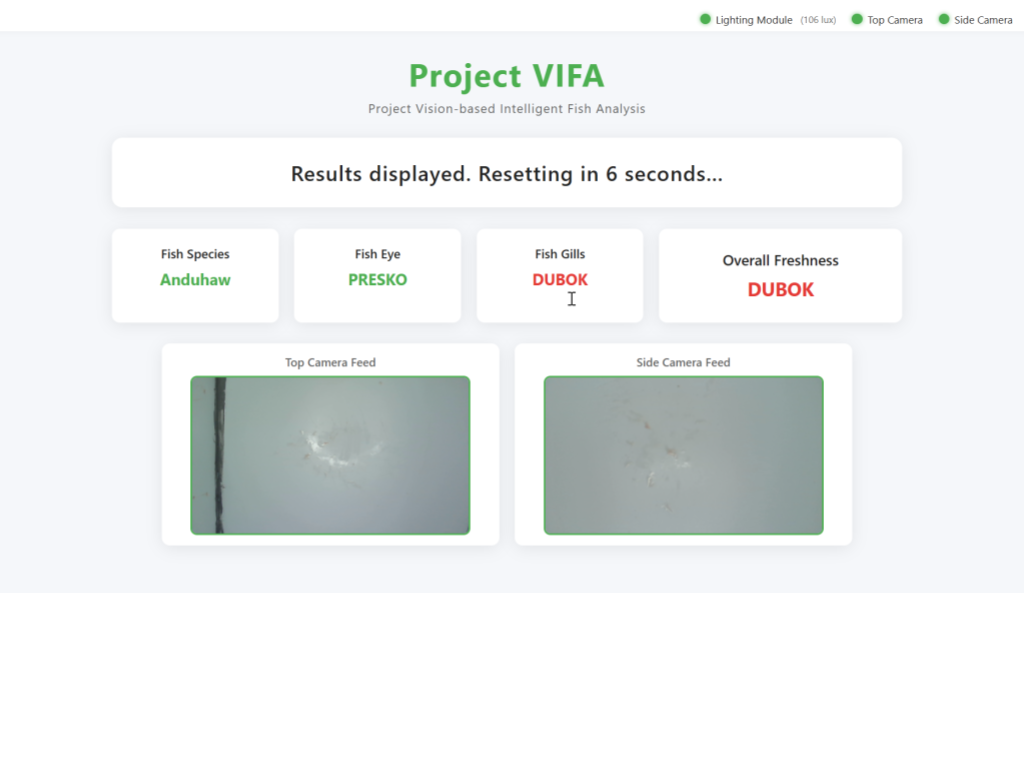 Lighting Module (106 lux) Top Camera Side Camera
Project VIFA
Project Vision-based Intelligent Fish Analysis
Results displayed. Resetting in 6 seconds...
Fish Species
Anduhaw
Fish Eye
PRESKO
Fish Gills
DUBOK
Overall Freshness
DUBOK
Top Camera Feed
Side Camera Feed